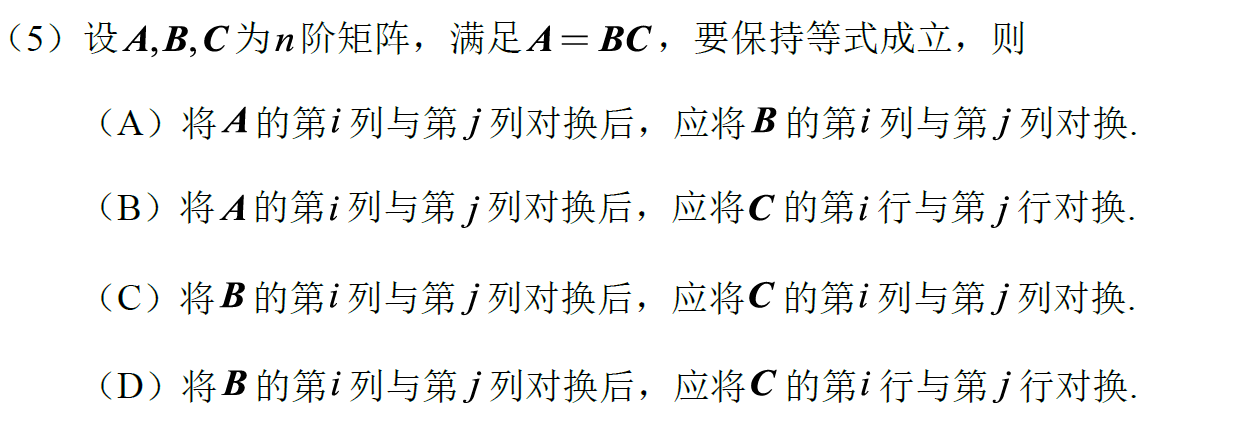 （5）设A,B,C为n阶矩阵，满足A＝BC，要保持等式成立，则
（A）将A的第i列与第j列对换后，应将B的第i列与第j列对换.
（B）将A的第i列与第j列对换后，应将C的第i行与第j行对换.
（C）将B的第i列与第j列对换后，应将C的第i列与第j列对换.
（D）将B的第i列与第j列对换后，应将C的第i行与第j行对换.